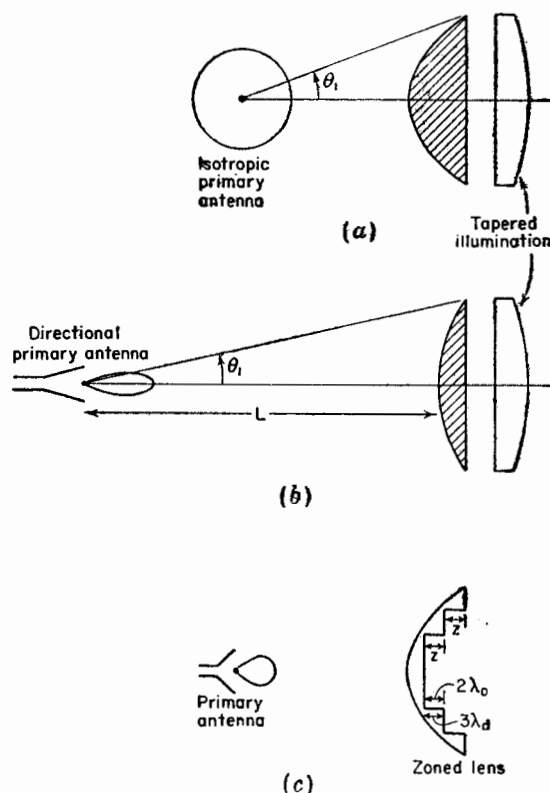 θ₁
Isotropic
primary
antenna
(a)
Tapered
illumination
Directional
primary antenna
θ₁
L
(b)
z
z
2λ₀
3λd
Primary
antenna
Zoned lens
(c)